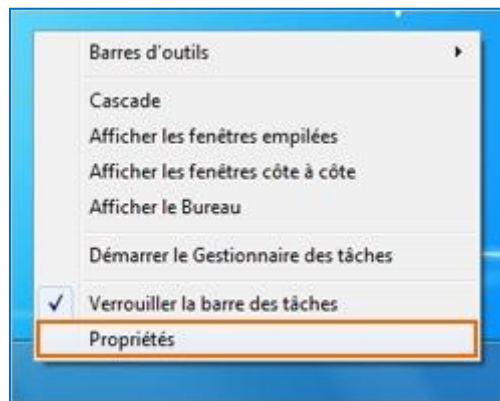 Barres d'outils
Cascade
Afficher les fenêtres empilées
Afficher les fenêtres côte à côte
Afficher le Bureau
Démarrer le Gestionnaire des tâches
Verrouiller la barre des tâches
Propriétés